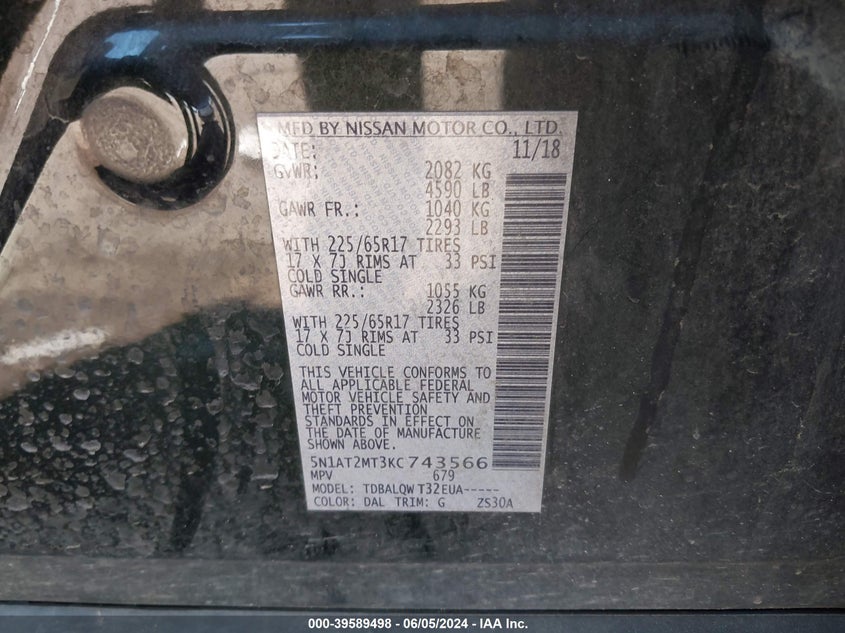 MFD BY NISSAN MOTOR CO., LTD.
DATE: 11/18
GVWR: 2082 KG
4590 LB
GAWR FR.: 1040 KG
2293 LB
WITH 225/65R17 TIRES
17 X 7J RIMS AT 33 PSI
COLD SINGLE
GAWR RR.: 1055 KG
2326 LB
WITH 225/65R17 TIRES
17 X 7J RIMS AT 33 PSI
COLD SINGLE
THIS VEHICLE CONFORMS TO
ALL APPLICABLE FEDERAL
MOTOR VEHICLE SAFETY AND
THEFT PREVENTION
STANDARDS IN EFFECT ON
THE DATE OF MANUFACTURE
SHOWN ABOVE.
5N1AT2MT3KC743566
MPV 679
MODEL: TDBALQWT32EUA-----
COLOR: DAL TRIM: G ZS30A
000-39589498 - 06/05/2024 - IAA Inc.